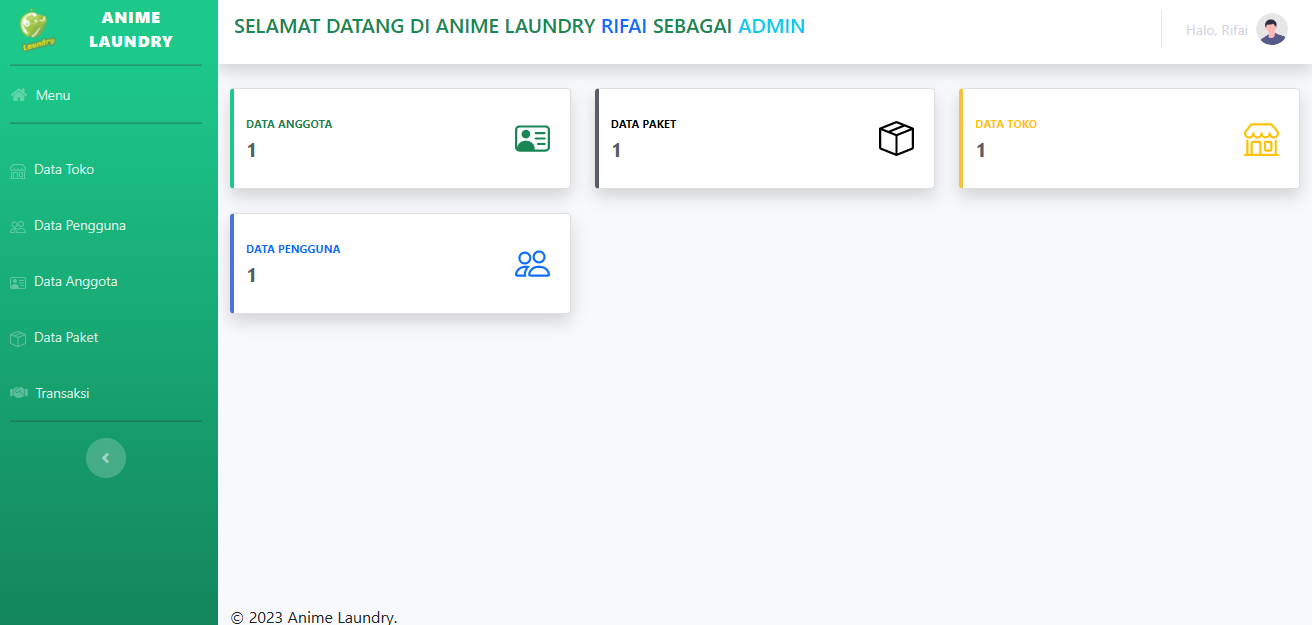 Laundry
ANIME
LAUNDRY
SELAMAT DATANG DI ANIME LAUNDRY RIFAI SEBAGAI ADMIN
Halo, Rifai
Menu
Data Toko
Data Pengguna
Data Anggota
Data Paket
Transaksi
DATA ANGGOTA
1
DATA PAKET
1
DATA TOKO
1
DATA PENGGUNA
1
© 2023 Anime Laundry.